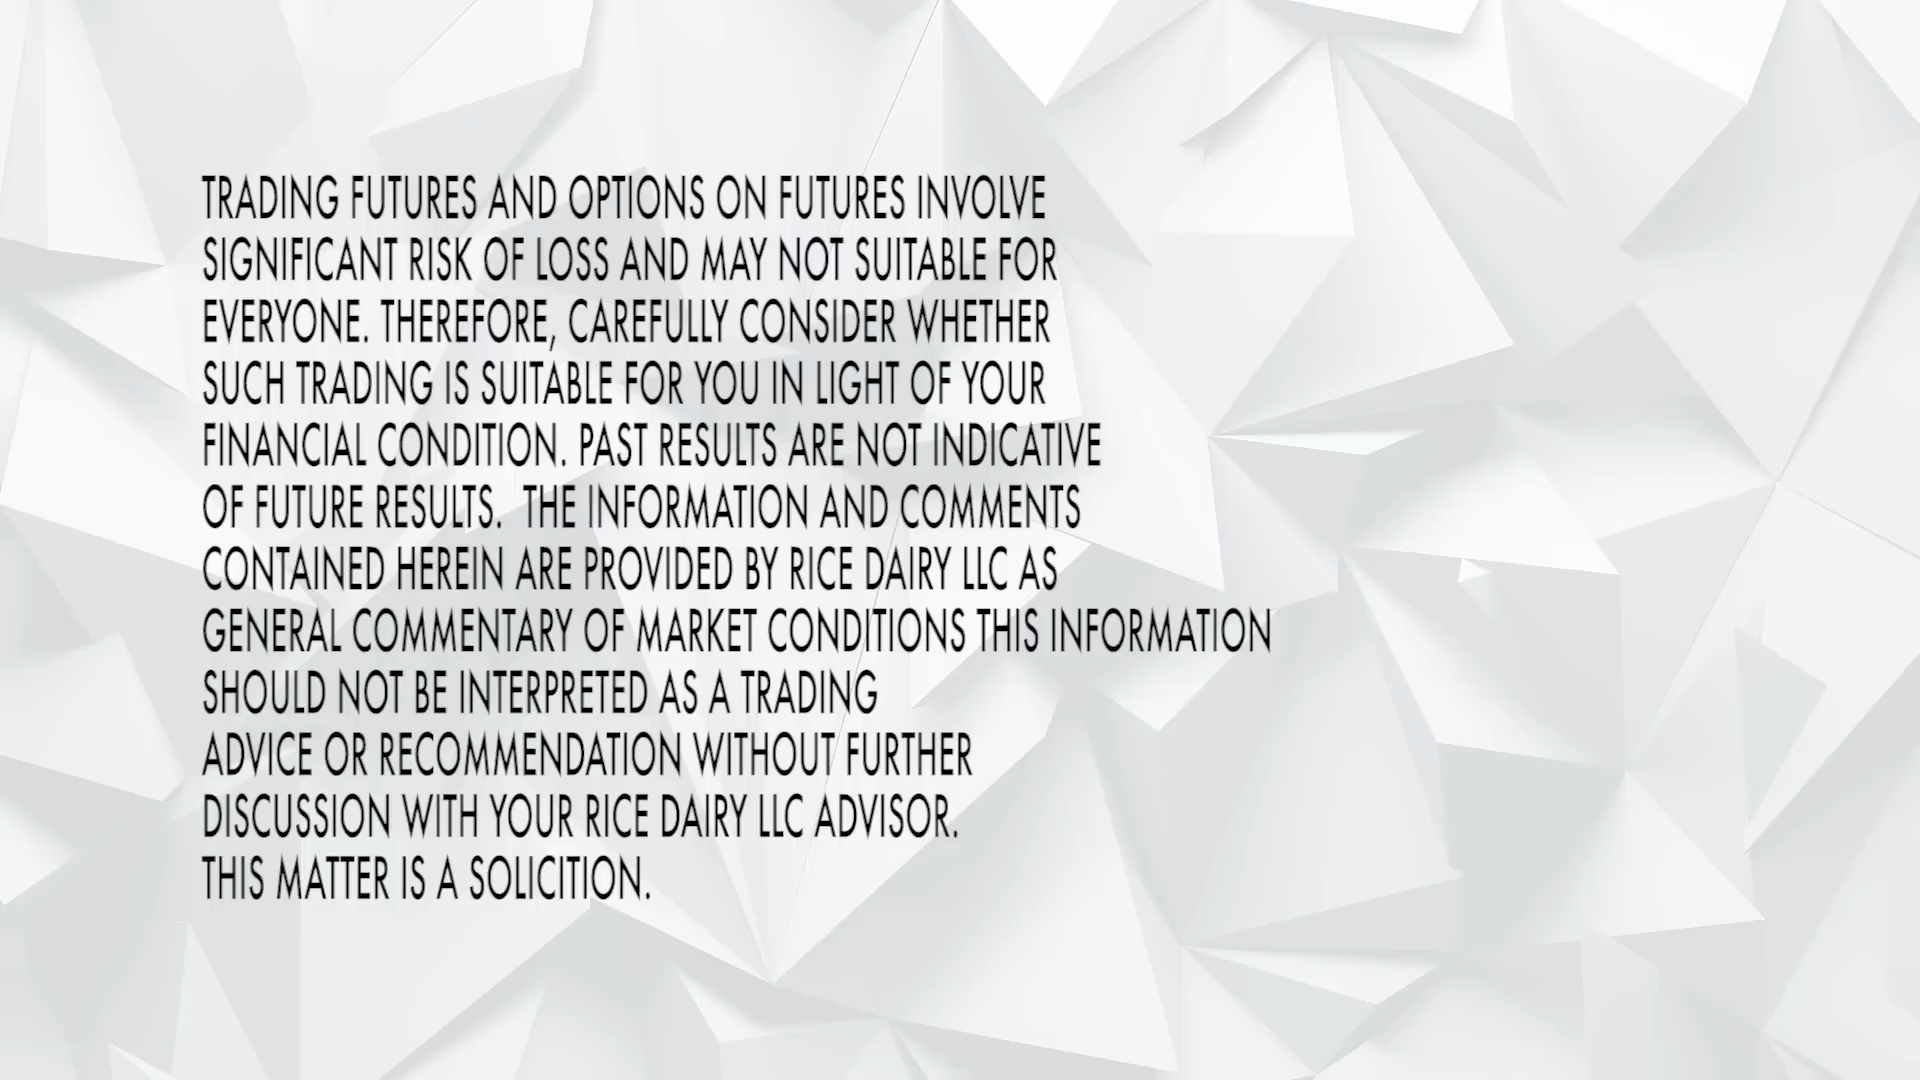 TRADING FUTURES AND OPTIONS ON FUTURES INVOLVE
SIGNIFICANT RISK OF LOSS AND MAY NOT SUITABLE FOR
EVERYONE. THEREFORE, CAREFULLY CONSIDER WHETHER
SUCH TRADING IS SUITABLE FOR YOU IN LIGHT OF YOUR
FINANCIAL CONDITION. PAST RESULTS ARE NOT INDICATIVE
OF FUTURE RESULTS.  THE INFORMATION AND COMMENTS
CONTAINED HEREIN ARE PROVIDED BY RICE DAIRY LLC AS
GENERAL COMMENTARY OF MARKET CONDITIONS THIS INFORMATION
SHOULD NOT BE INTERPRETED AS A TRADING
ADVICE OR RECOMMENDATION WITHOUT FURTHER
DISCUSSION WITH YOUR RICE DAIRY LLC ADVISOR.
THIS MATTER IS A SOLICITION.